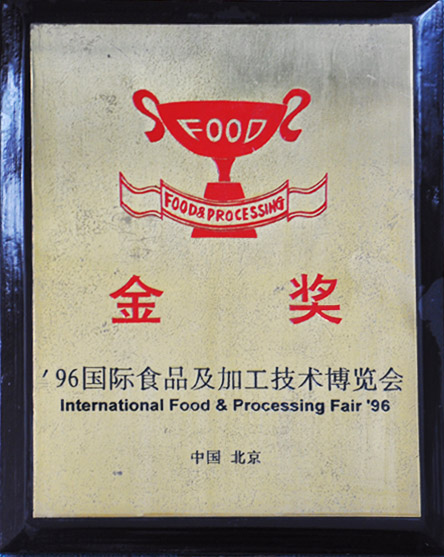 FOOD
FOOD&PROCESSING
金 奖
'96国际食品及加工技术博览会
International Food & Processing Fair '96
中国 北京